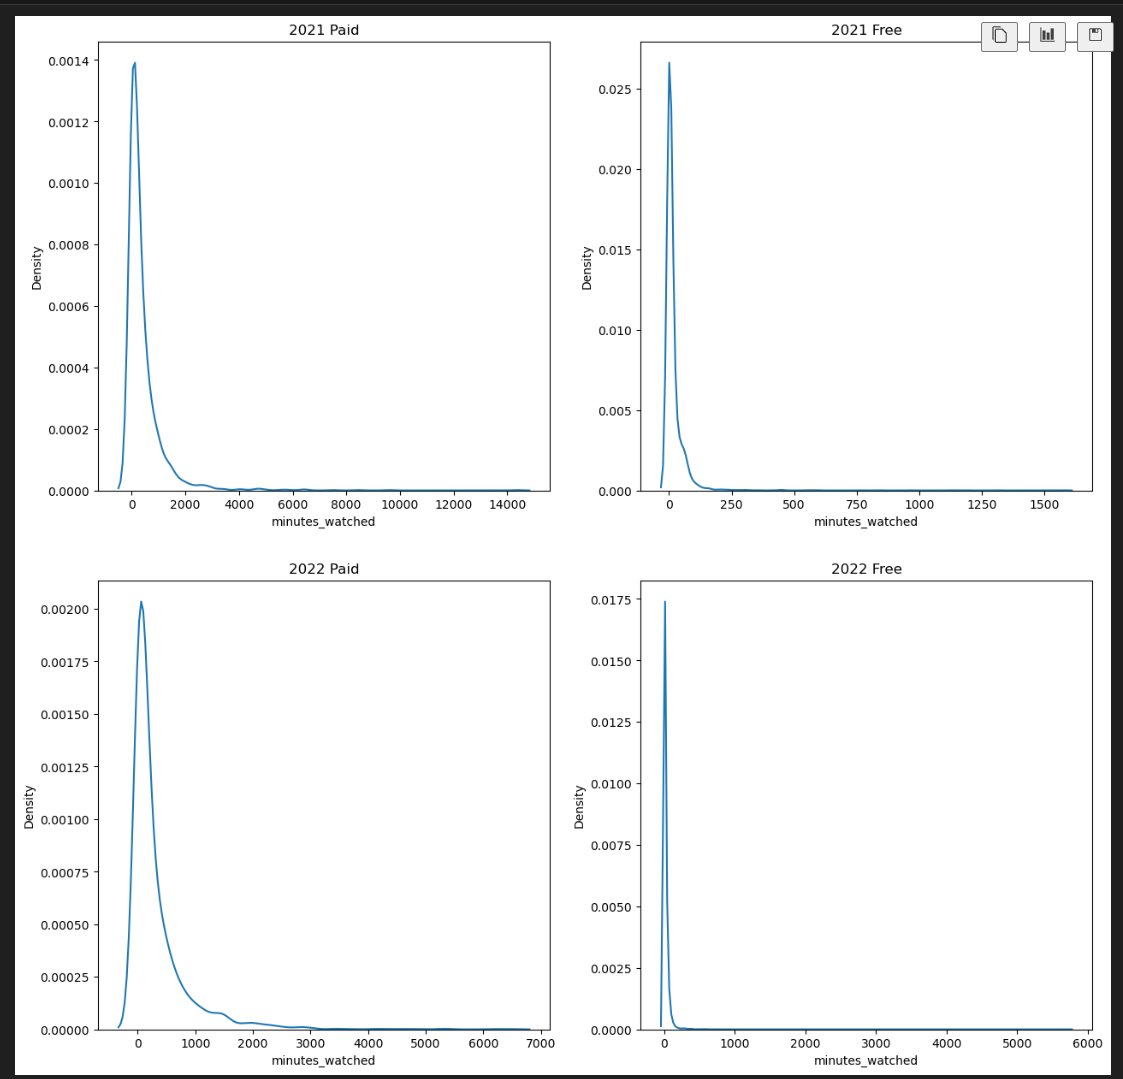 2021 Paid
0.0014
0.0012
0.0010
0.0008
0.0006
0.0004
0.0002
0.0000
Density
0 2000 4000 6000 8000 10000 12000 14000
minutes_watched
2021 Free
0.025
0.020
0.015
0.010
0.005
0.000
Density
0 250 500 750 1000 1250 1500
minutes_watched
2022 Paid
0.00200
0.00175
0.00150
0.00125
0.00100
0.00075
0.00050
0.00025
0.00000
Density
0 1000 2000 3000 4000 5000 6000 7000
minutes_watched
2022 Free
0.0175
0.0150
0.0125
0.0100
0.0075
0.0050
0.0025
0.0000
Density
0 1000 2000 3000 4000 5000 6000
minutes_watched